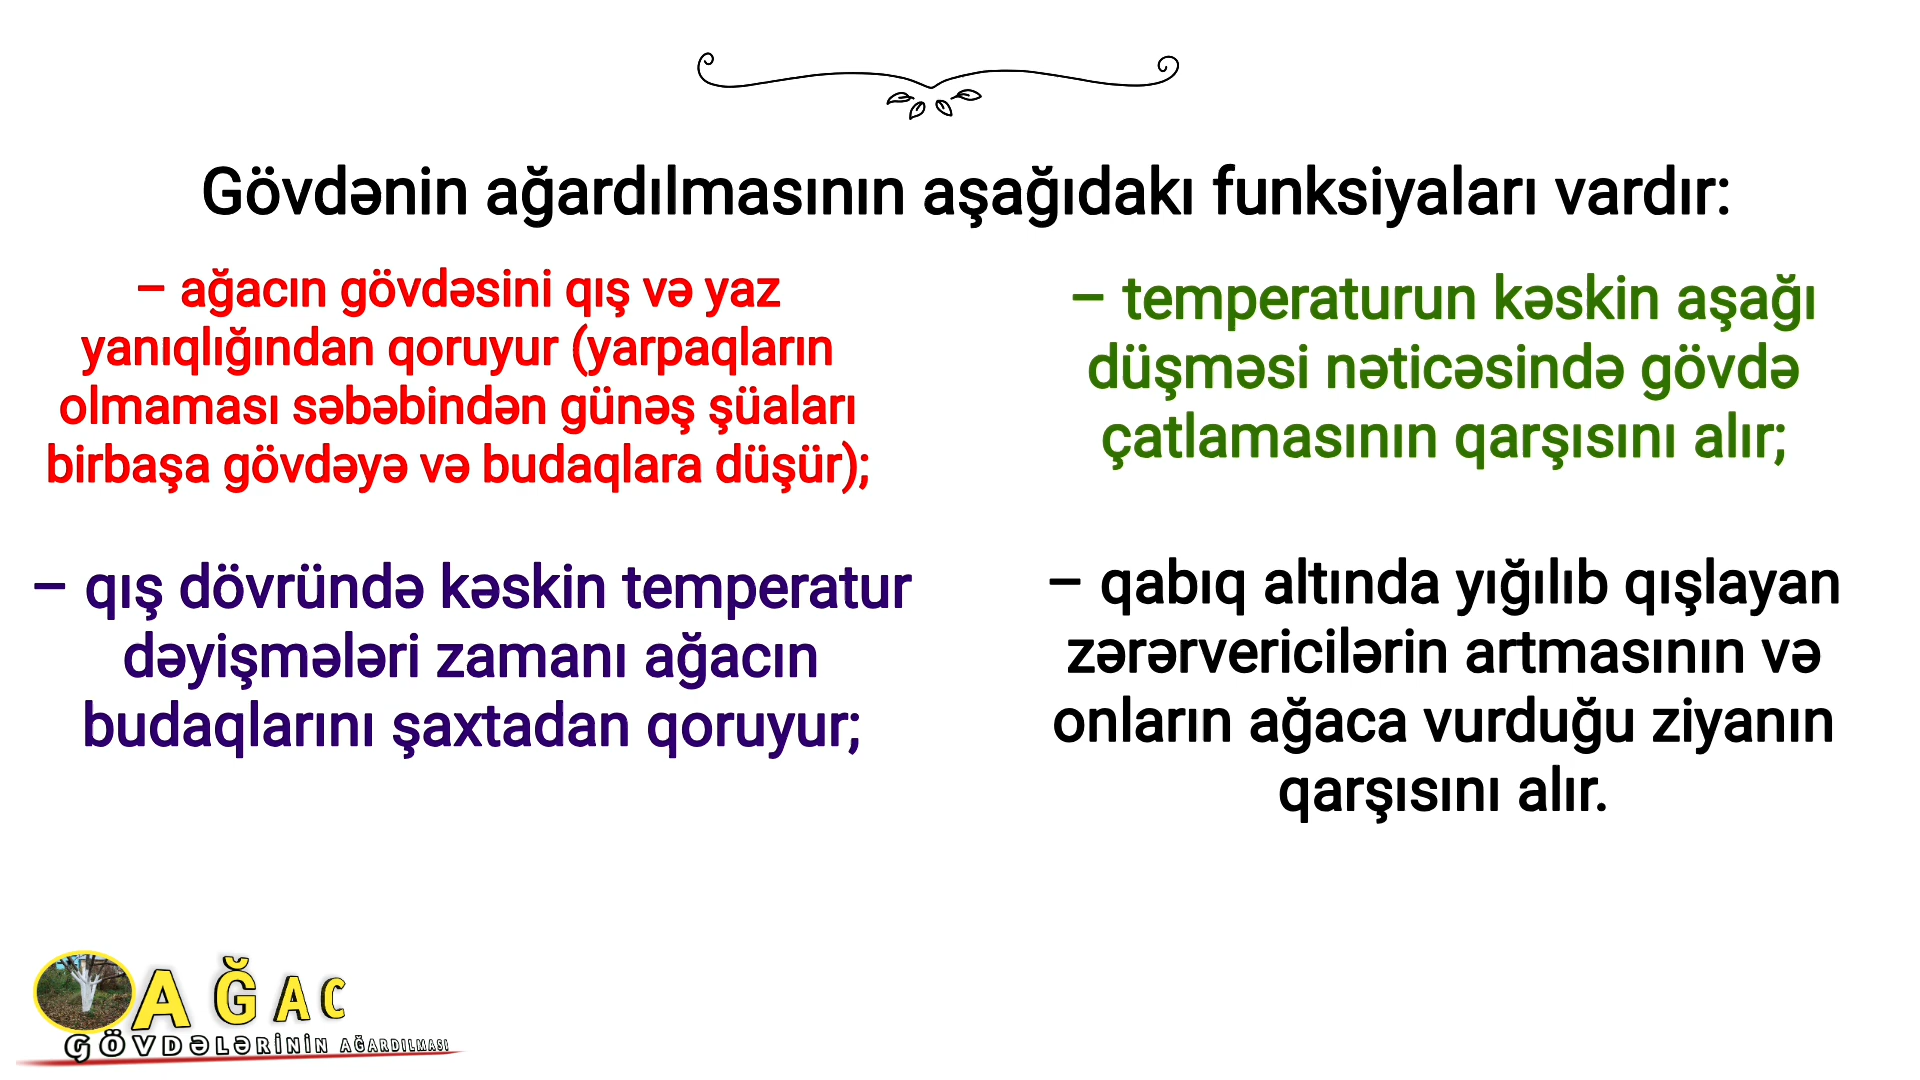 Gövdənin ağardılmasının aşağıdakı funksiyaları vardır:
– ağacın gövdəsini qış və yaz
yanıqlığından qoruyur (yarpaqların
olmaması səbəbindən günəş şüaları
birbaşa gövdəyə və budaqlara düşür);
– qış dövründə kəskin temperatur
dəyişmələri zamanı ağacın
budaqlarını şaxtadan qoruyur;
– temperaturun kəskin aşağı
düşməsi nəticəsində gövdə
çatlamasının qarşısını alır;
– qabıq altında yığılıb qışlayan
zərərvericilərin artmasının və
onların ağaca vurduğu ziyanın
qarşısını alır.
AĞAC
GÖVDƏLƏRİNİN AĞARDILMASI